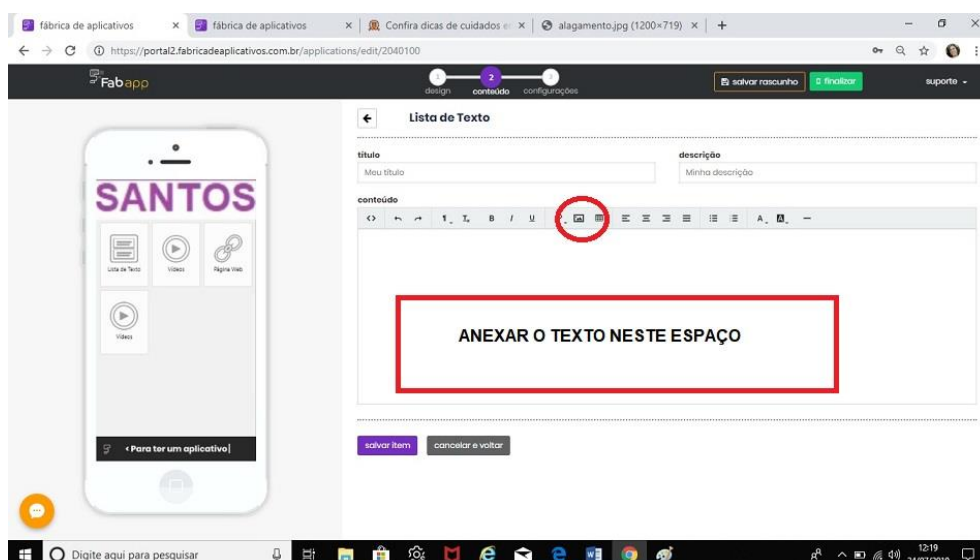 fábrica de aplicativos
fábrica de aplicativos
Confira dicas de cuidados e
alagamento.jpg (1200×719)
https://portal2.fabricadeaplicativos.com.br/applications/edit/2040100
Fabapp
1
2
3
design
conteúdo
configurações
salvar rascunho
finalizar
suporte
Lista de Texto
título
descrição
Meu título
Minha descrição
conteúdo
B I U
A
ANEXAR O TEXTO NESTE ESPAÇO
salvar item
cancelar e voltar
SANTOS
Lista de Texto
Vídeos
Página Web
Vídeos
<Para ter um aplicativo|
Digite aqui para pesquisar
12:19